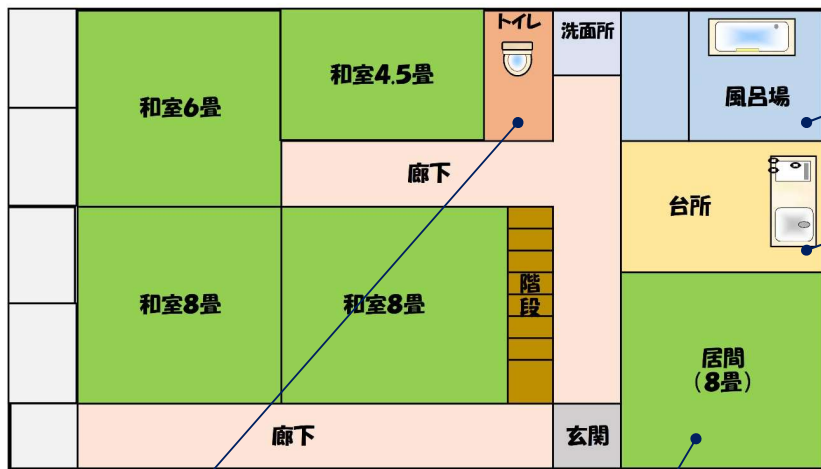 トイレ
洗面所
和室4.5畳
風呂場
和室6畳
廊下
台所
和室8畳
和室8畳
階
段
居間
(8畳)
廊下
玄関